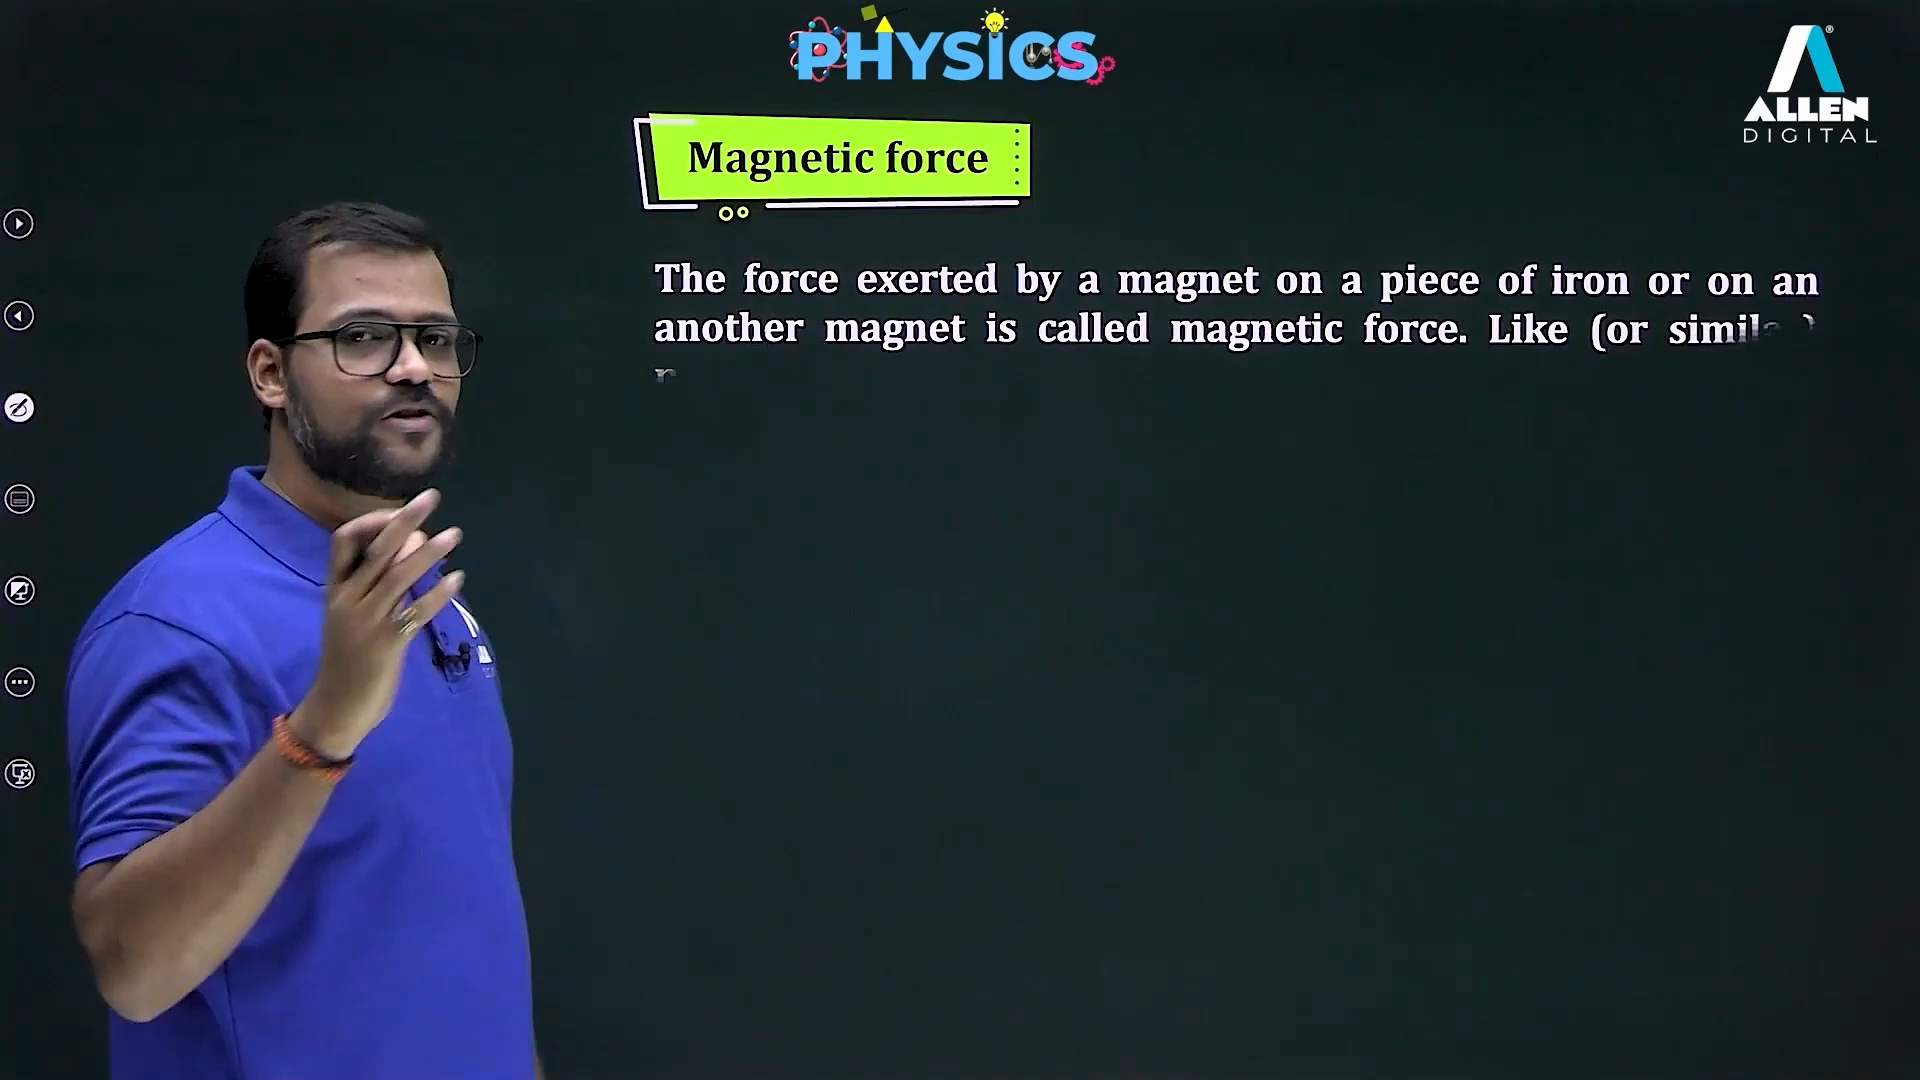 PHYSICS
ALLEN
DIGITAL
Magnetic force
The force exerted by a magnet on a piece of iron or on an
another magnet is called magnetic force. Like (or